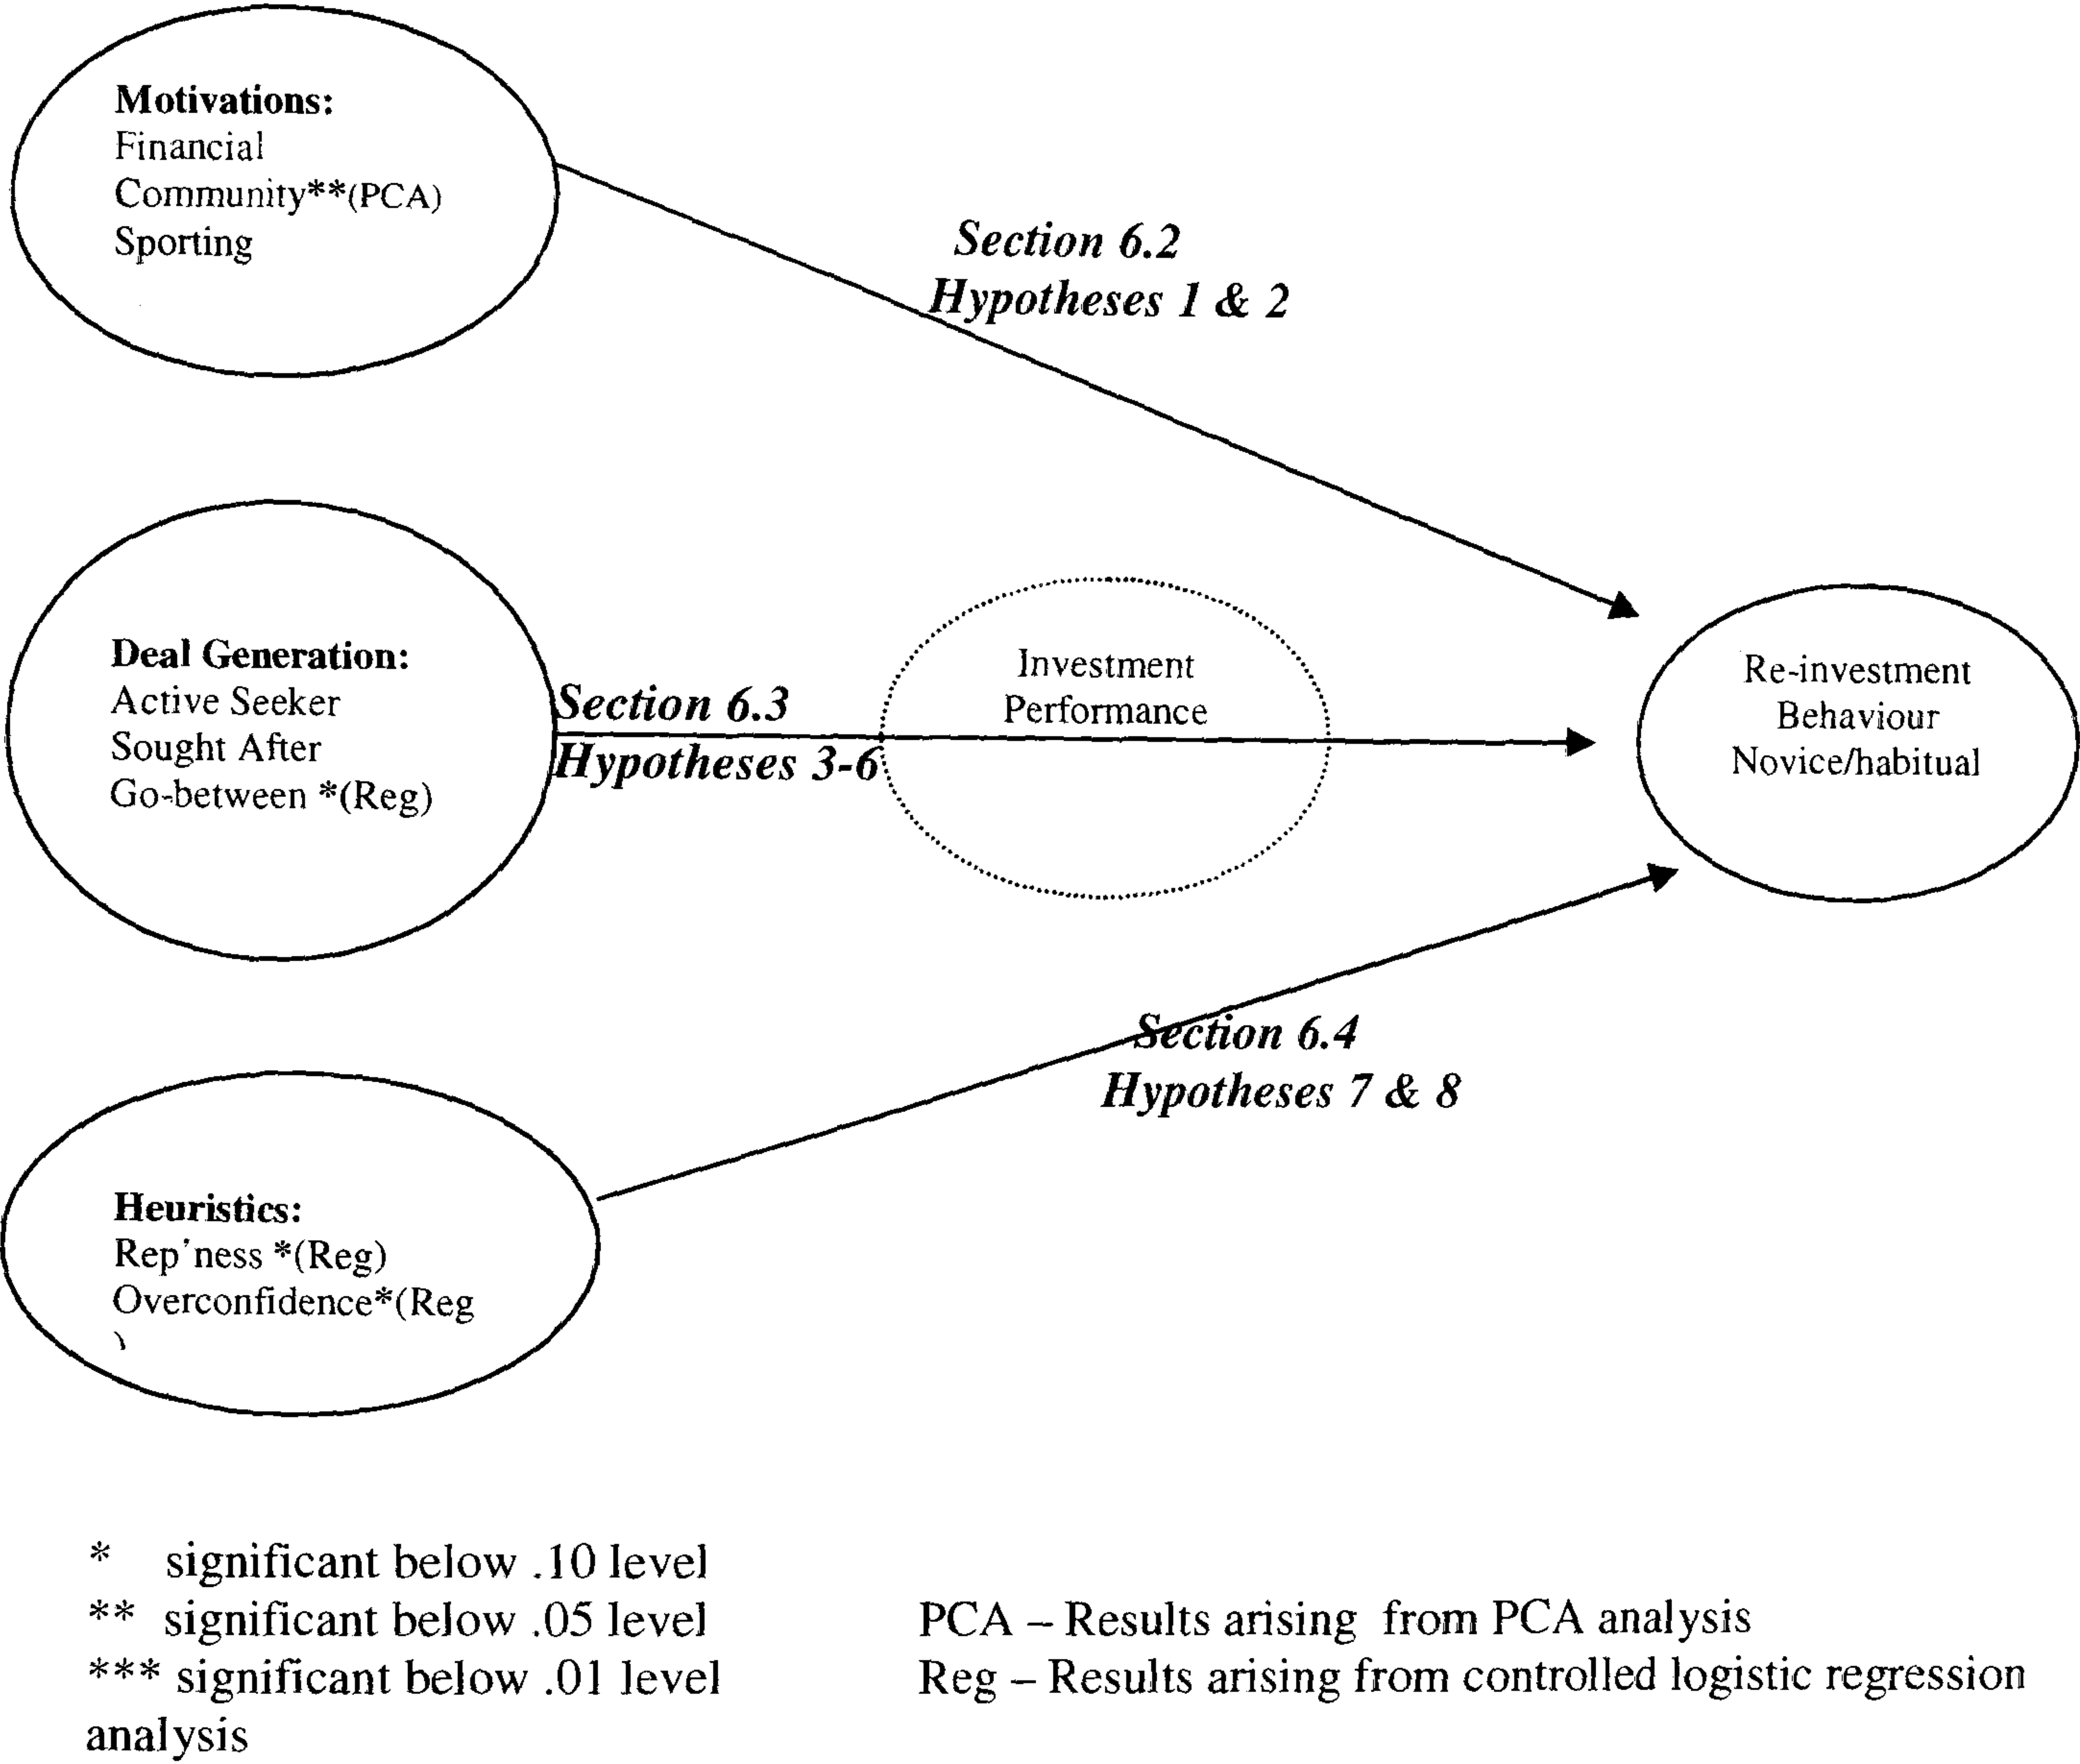 Motivations:
Financial
Community**(PCA)
Sporting
Section 6.2
Hypotheses 1 & 2
Deal Generation:
Active Seeker
Sought After
Go-between *(Reg)
Section 6.3
Hypotheses 3-6
Investment
Performance
Re-investment
Behaviour
Novice/habitual
Section 6.4
Hypotheses 7 & 8
Heuristics:
Rep'ness *(Reg)
Overconfidence*(Reg
)
* significant below .10 level
** significant below .05 level
*** significant below .01 level
analysis
PCA – Results arising from PCA analysis
Reg – Results arising from controlled logistic regression